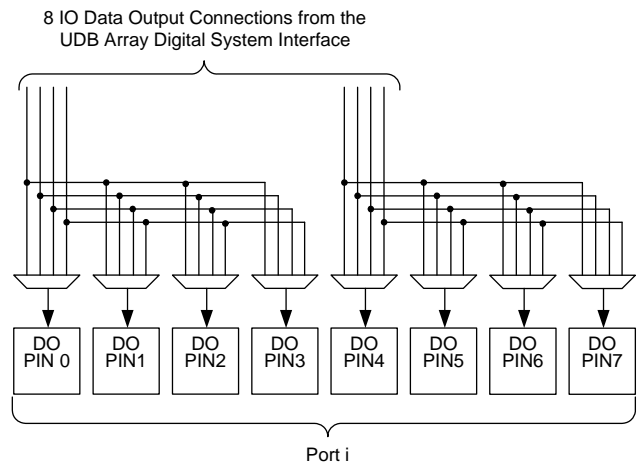 8 IO Data Output Connections from the
UDB Array Digital System Interface
DO
PIN 0
DO
PIN1
DO
PIN2
DO
PIN3
DO
PIN4
DO
PIN5
DO
PIN6
DO
PIN7
Port i